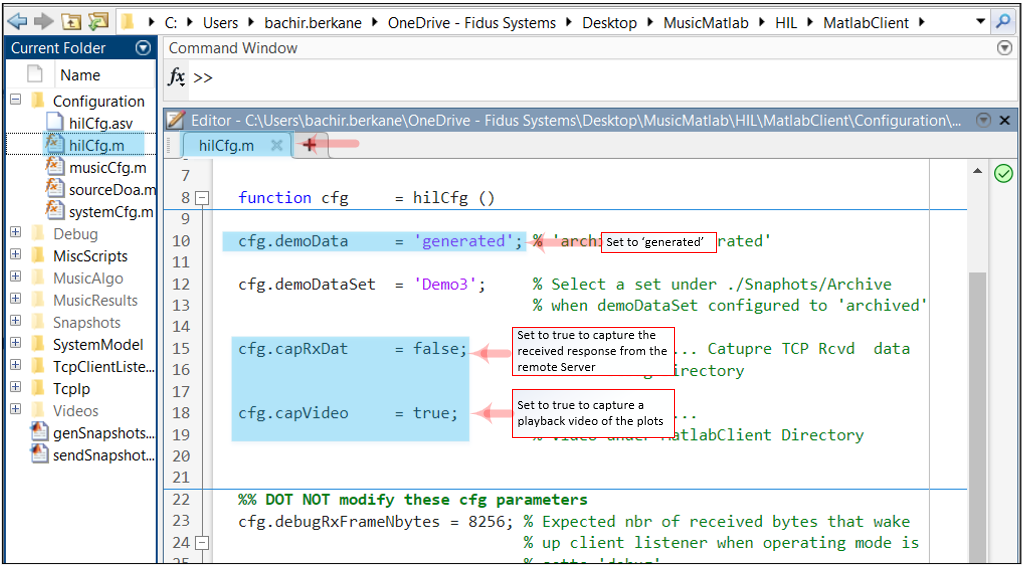 C: Users bachir.berkane OneDrive - Fidus Systems Desktop MusicMatlab HIL MatlabClient
Current Folder
Name
Configuration
hilCfg.asv
hilCfg.m
musicCfg.m
sourceDoa.m
systemCfg.m
Debug
MiscScripts
MusicAlgo
MusicResults
Snapshots
SystemModel
TcpClientListe...
TcpIp
Videos
genSnapshots...
sendSnapshot...
Command Window
fx >>
Editor - C:\Users\bachir.berkane\OneDrive - Fidus Systems\Desktop\MusicMatlab\HIL\MatlabClient\Configuration\...
hilCfg.m
7
8 function cfg = hilCfg ()
9
10 cfg.demoData = 'generated'; % 'archi rated'
Set to ‘generated’
11
12 cfg.demoDataSet = 'Demo3'; % Select a set under ./Snaphots/Archive
13 % when demoDataSet configured to 'archived'
14
15 cfg.capRxDat = false; ... Catupre TCP Rcvd data
16 irectory
Set to true to capture the
received response from the
remote Server
17
18 cfg.capVideo = true; ...
19 MatlabClient Directory
Set to true to capture a
playback video of the plots
20
21
22 %% DOT NOT modify these cfg parameters
23 cfg.debugRxFrameNbytes = 8256; % Expected nbr of received bytes that wake
24 % up client listener when operating mode is